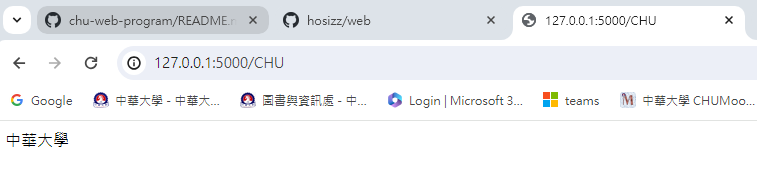 chu-web-program/README.m
hosizz/web
127.0.0.1:5000/CHU
127.0.0.1:5000/CHU
Google
中華大學 - 中華大...
圖書與資訊處 - 中...
Login | Microsoft 3...
teams
中華大學 CHUMoo...
中華大學